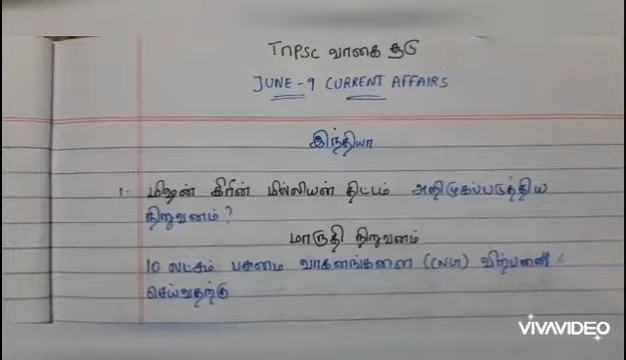 TNPSC வாகை சூடு
JUNE-9 CURRENT AFFAIRS
இந்தியா
1. மிஷன் கிரின் மில்லியன் திட்டம் அறிமுகப்படுத்திய
நிறுவனம்?
மாருதி நிறுவனம்
10 லட்சம் பசுமை வாகனங்களை (CNG) விற்பனை
செய்வதற்கு
VIVAVIDEO